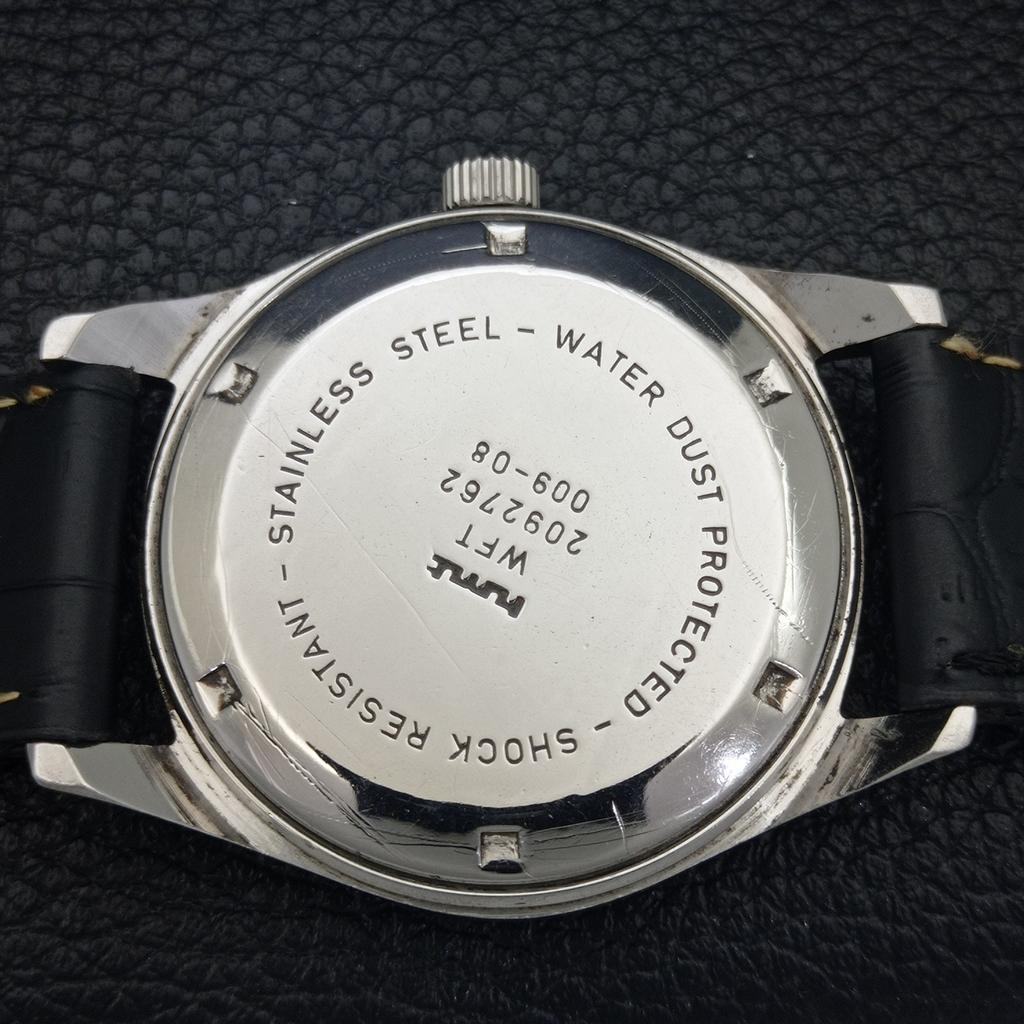 STAINLESS STEEL - WATER DUST PROTECTED - SHOCK RESISTANT -
hmt
WFT
2092762
009-08